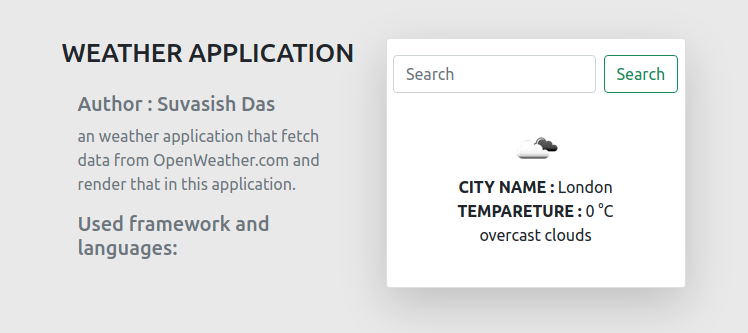 WEATHER APPLICATION
Author : Suvasish Das
an weather application that fetch
data from OpenWeather.com and
render that in this application.
Used framework and
languages:
Search
Search
CITY NAME : London
TEMPARETURE : 0 °C
overcast clouds